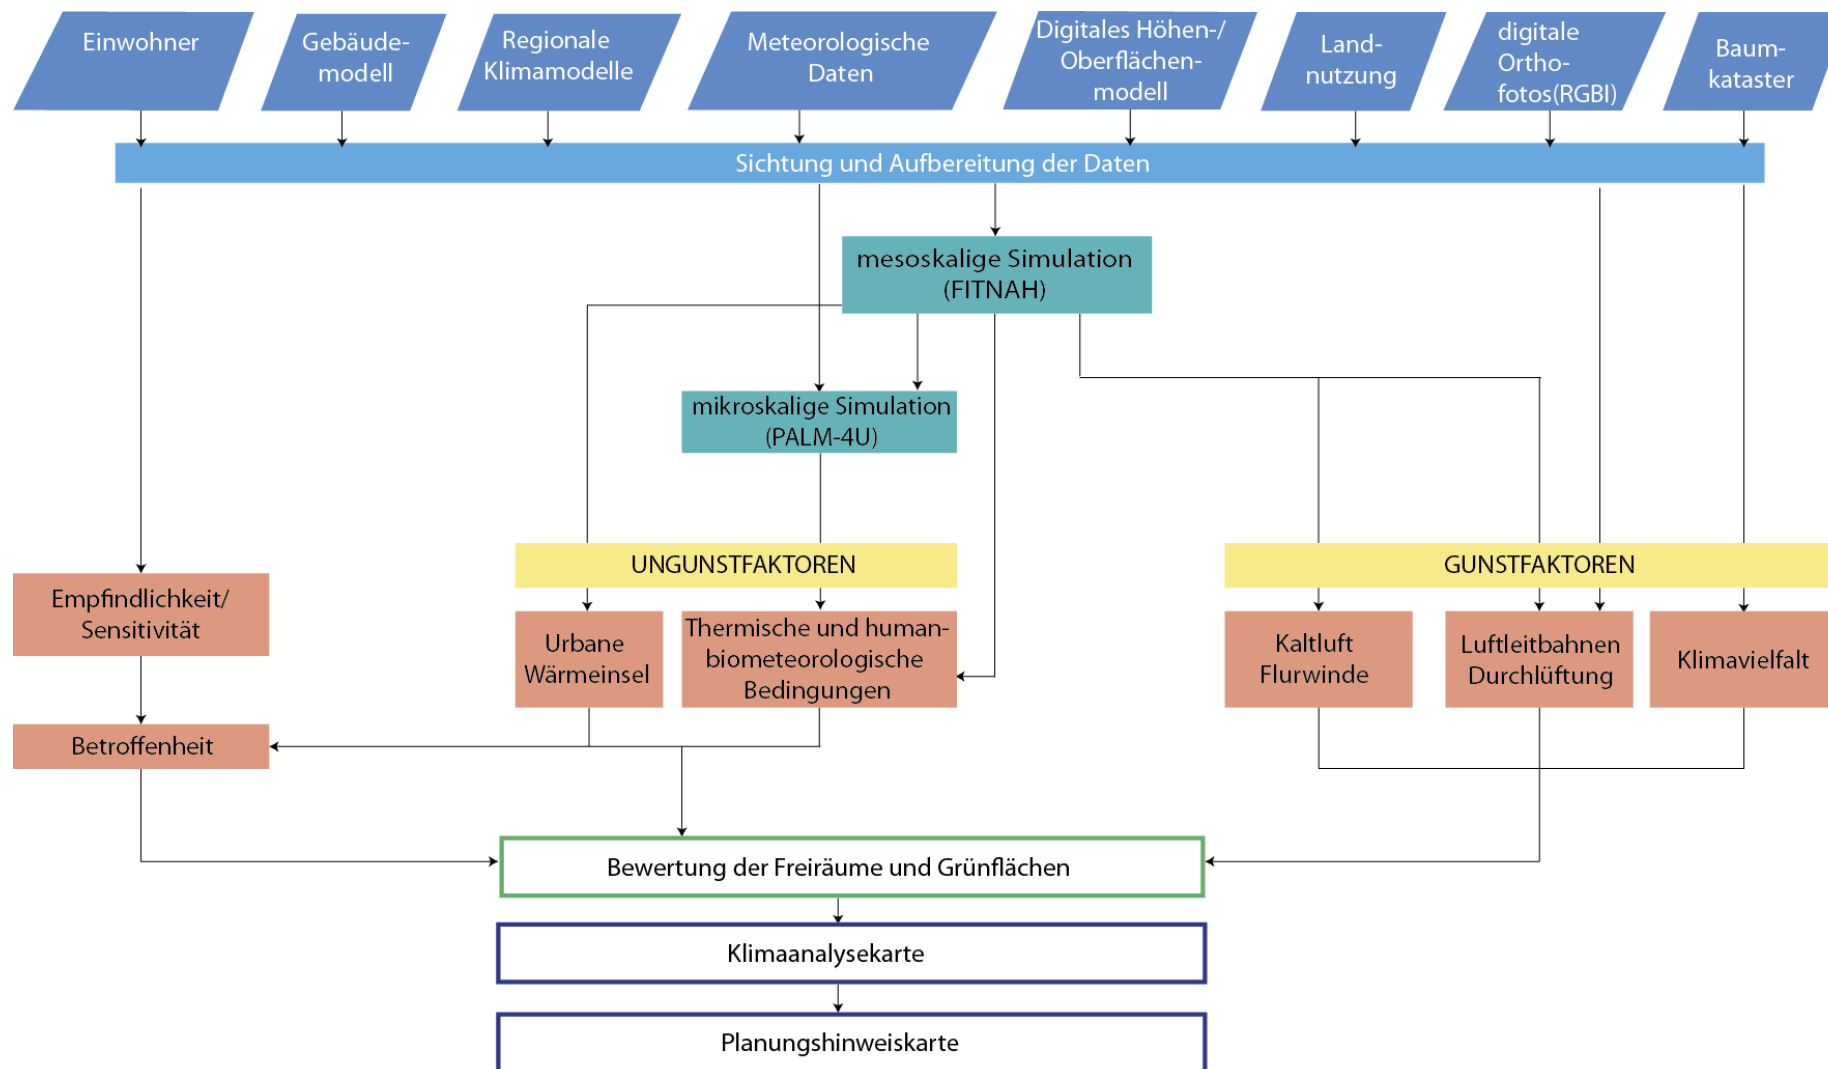 Einwohner
Gebäude-
modell
Regionale
Klimamodelle
Meteorologische
Daten
Digitales Höhen-/
Oberflächen-
modell
Land-
nutzung
digitale
Ortho-
fotos(RGBI)
Baum-
kataster
Sichtung und Aufbereitung der Daten
mesoskalige Simulation
(FITNAH)
mikroskalige Simulation
(PALM-4U)
UNGUNSTFAKTOREN
GUNSTFAKTOREN
Empfindlichkeit/
Sensitivität
Urbane
Wärmeinsel
Thermische und human-
biometeorologische
Bedingungen
Kaltluft
Flurwinde
Luftleitbahnen
Durchlüftung
Klimavielfalt
Betroffenheit
Bewertung der Freiräume und Grünflächen
Klimaanalysekarte
Planungshinweiskarte